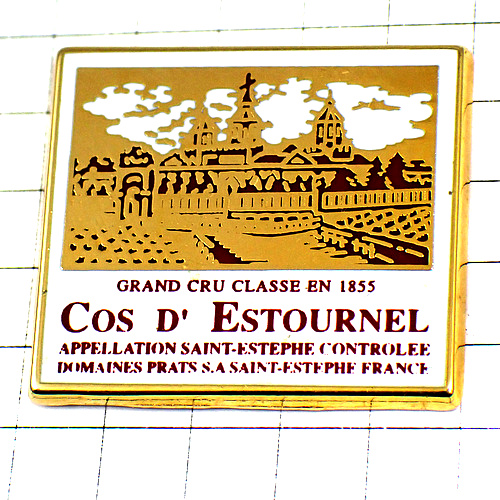 GRAND CRU CLASSE EN 1855
COS D' ESTOURNEL
APPELLATION SAINT-ESTEPHE CONTROLEE
DOMAINES PRATS S.A SAINT-ESTEPHE FRANCE